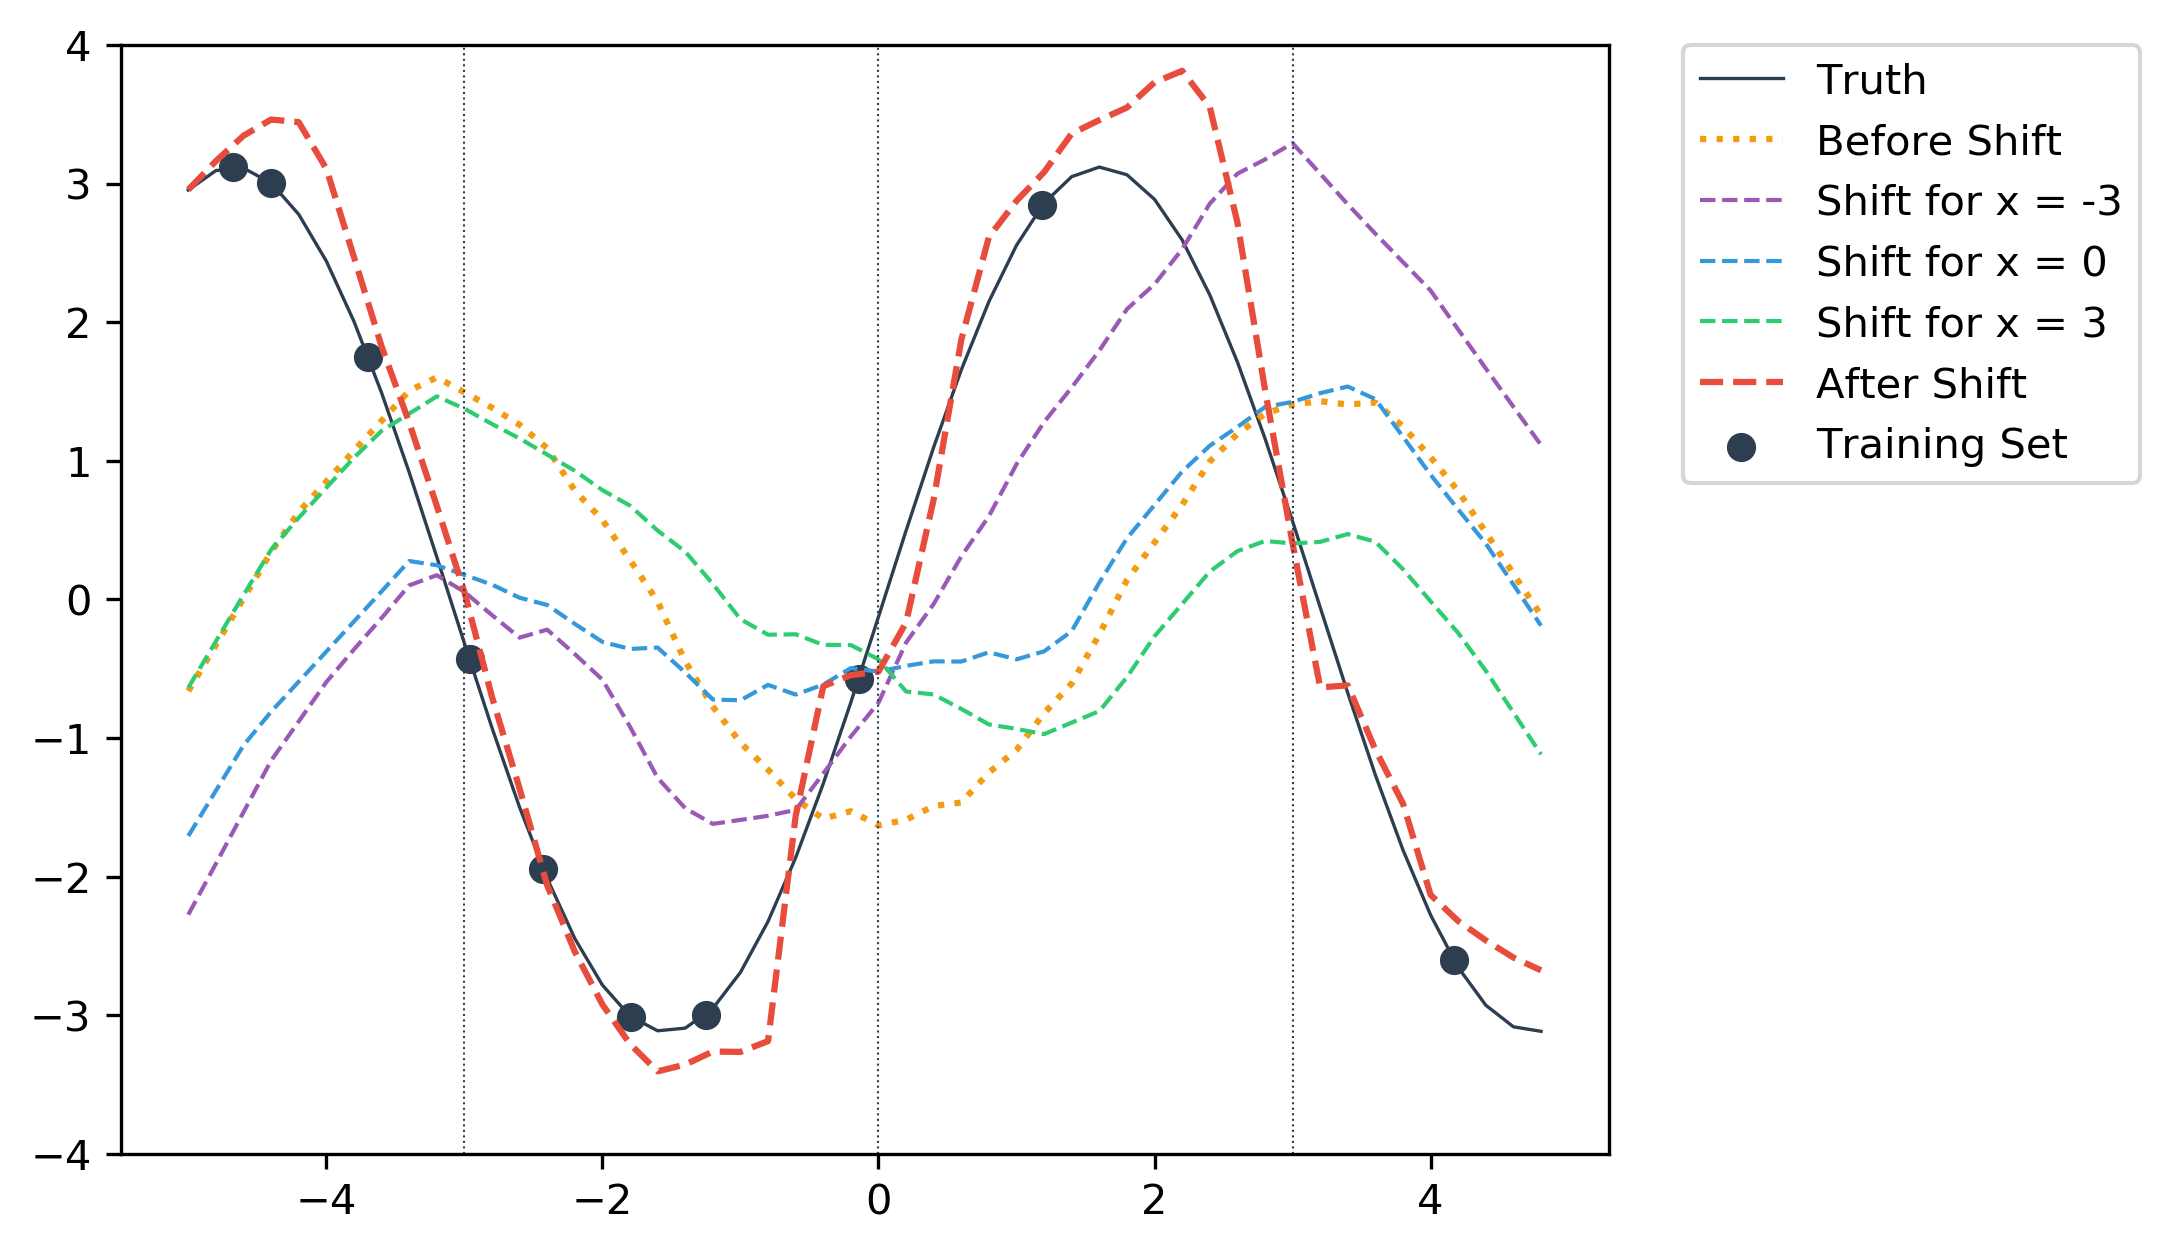 4
3
2
1
0
−1
−2
−3
−4
−4 −2 0 2 4
Truth
Before Shift
Shift for x = -3
Shift for x = 0
Shift for x = 3
After Shift
Training Set